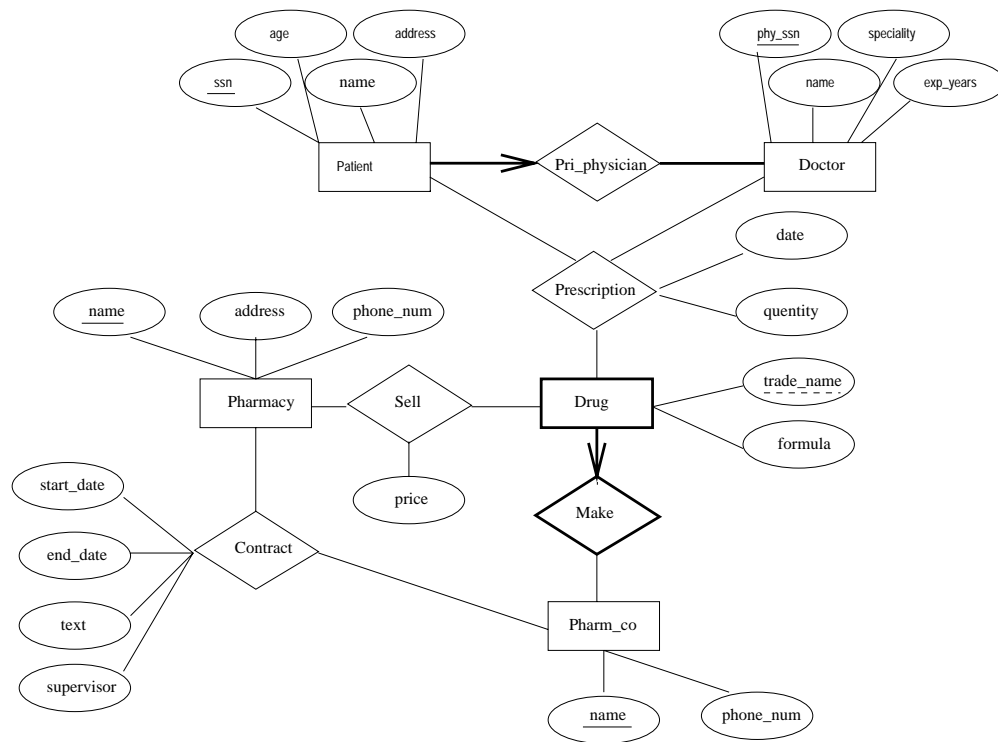 age
address
ssn
name
phy_ssn
speciality
name
exp_years
Patient
Pri_physician
Doctor
date
Prescription
quentity
name
address
phone_num
Pharmacy
Sell
Drug
trade_name
formula
price
start_date
Make
Contract
end_date
text
Pharm_co
supervisor
name
phone_num